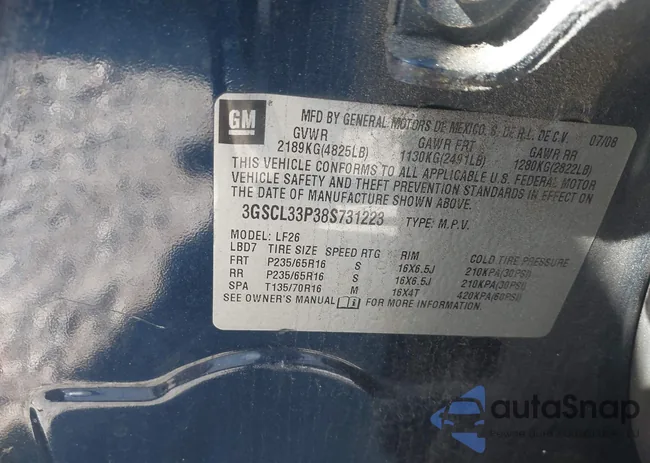 GM
MFD BY GENERAL MOTORS DE MEXICO, S. DE R.L. DE C.V. 07/08
GVWR GAWR FRT GAWR RR
2189KG(4825LB) 1130KG(2491LB) 1280KG(2822LB)
THIS VEHICLE CONFORMS TO ALL APPLICABLE U.S. FEDERAL MOTOR
VEHICLE SAFETY AND THEFT PREVENTION STANDARDS IN EFFECT ON
THE DATE OF MANUFACTURE SHOWN ABOVE.
3GSCL33P38S731223 TYPE: M.P.V.
MODEL: LF26
LBD7 TIRE SIZE SPEED RTG RIM COLD TIRE PRESSURE
FRT P235/65R16 S 16X6.5J 210KPA(30PSI)
RR P235/65R16 S 16X6.5J 210KPA(30PSI)
SPA T135/70R16 M 16X4T 420KPA(60PSI)
SEE OWNER'S MANUAL FOR MORE INFORMATION.
autoSnap